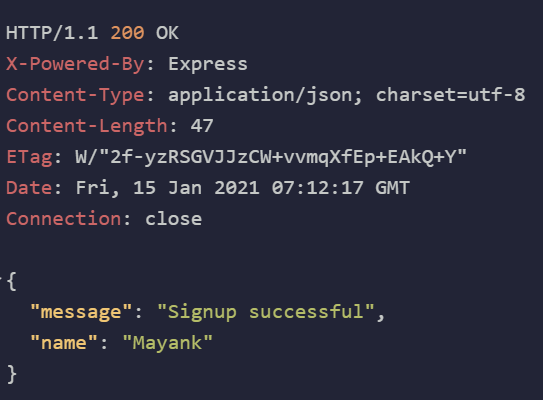 HTTP/1.1 200 OK
X-Powered-By: Express
Content-Type: application/json; charset=utf-8
Content-Length: 47
ETag: W/"2f-yzRSGVJJzCW+vvmqXfEp+EAkQ+Y"
Date: Fri, 15 Jan 2021 07:12:17 GMT
Connection: close
{
"message": "Signup successful",
"name": "Mayank"
}